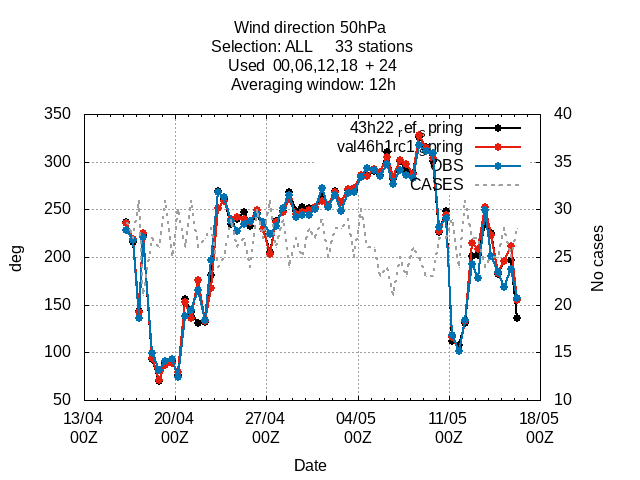 Wind direction 50hPa
Selection: ALL 33 stations
Used 00,06,12,18 + 24
Averaging window: 12h
350
300
250
200
150
100
50
40
35
30
25
20
15
10
43h22_ref_spring
val46h1rc1_spring
OBS
CASES
deg
No cases
13/04 00Z
20/04 00Z
27/04 00Z
04/05 00Z
11/05 00Z
18/05 00Z
Date